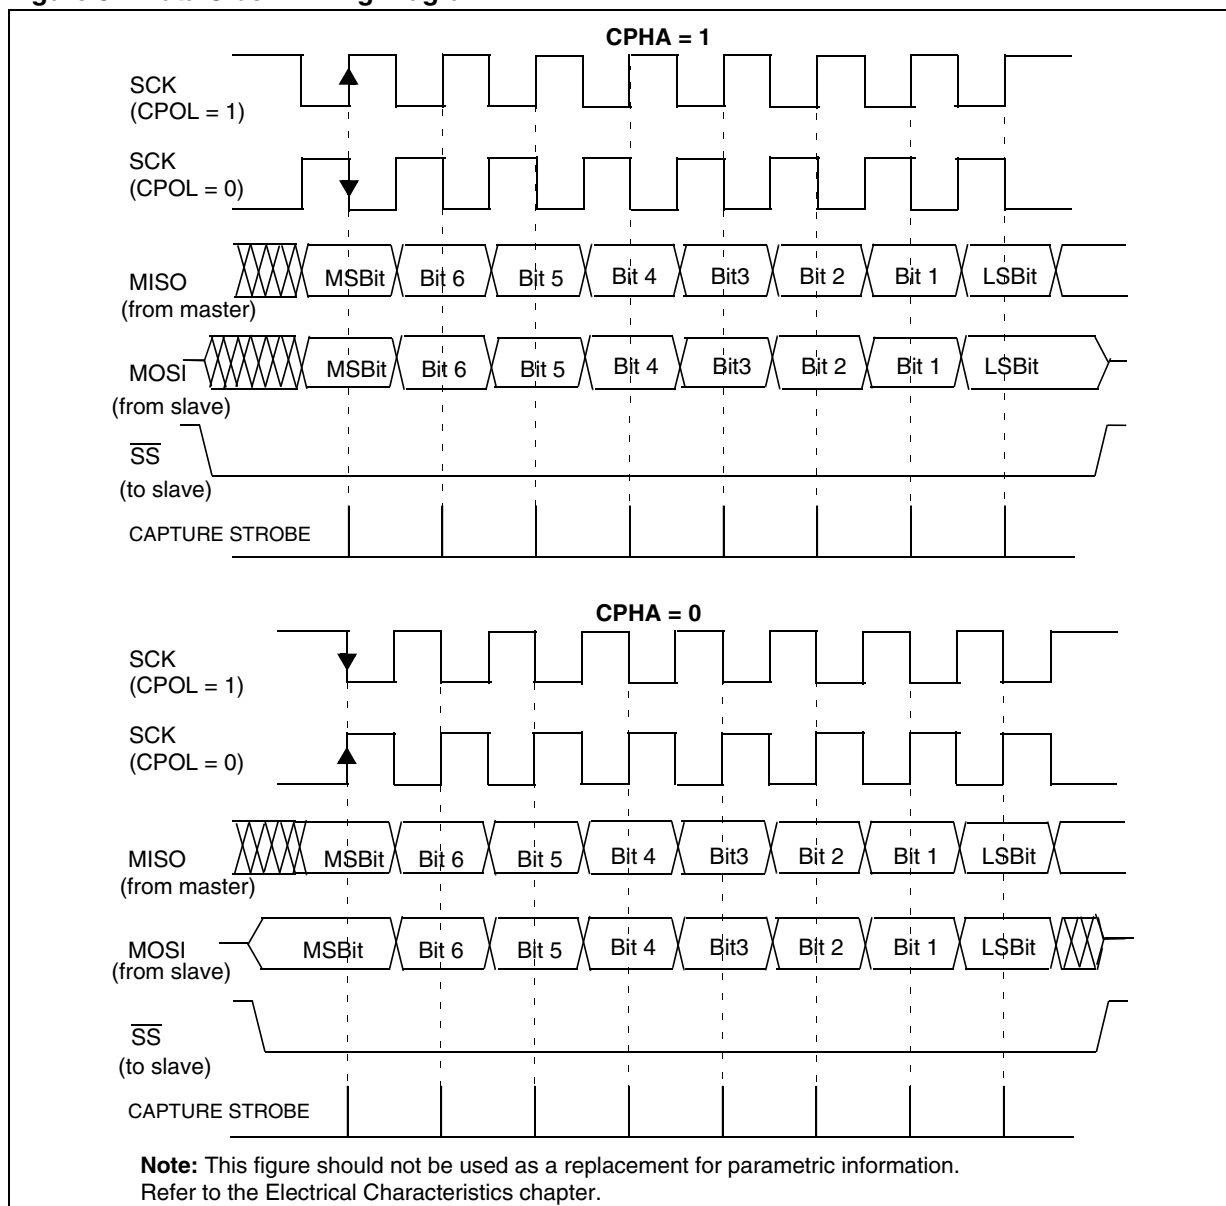 CPHA = 1
SCK
(CPOL = 1)
SCK
(CPOL = 0)
MISO
(from master)
MSBit Bit 6 Bit 5 Bit 4 Bit3 Bit 2 Bit 1 LSBit
MOSI
(from slave)
MSBit Bit 6 Bit 5 Bit 4 Bit3 Bit 2 Bit 1 LSBit
SS
(to slave)
CAPTURE STROBE
CPHA = 0
SCK
(CPOL = 1)
SCK
(CPOL = 0)
MISO
(from master)
MSBit Bit 6 Bit 5 Bit 4 Bit3 Bit 2 Bit 1 LSBit
MOSI
(from slave)
MSBit Bit 6 Bit 5 Bit 4 Bit3 Bit 2 Bit 1 LSBit
SS
(to slave)
CAPTURE STROBE
Note: This figure should not be used as a replacement for parametric information.
Refer to the Electrical Characteristics chapter.